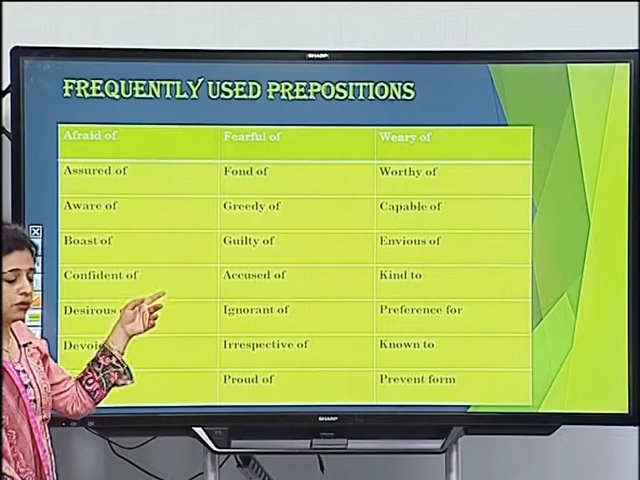 SHARP
FREQUENTLY USED PREPOSITIONS
Afraid of Fearful of Weary of
Assured of Fond of Worthy of
Aware of Greedy of Capable of
Boast of Guilty of Envious of
Confident of Accused of Kind to
Desirous Ignorant of Preference for
Irrespective of Known to
Proud of Prevent form
SHARP